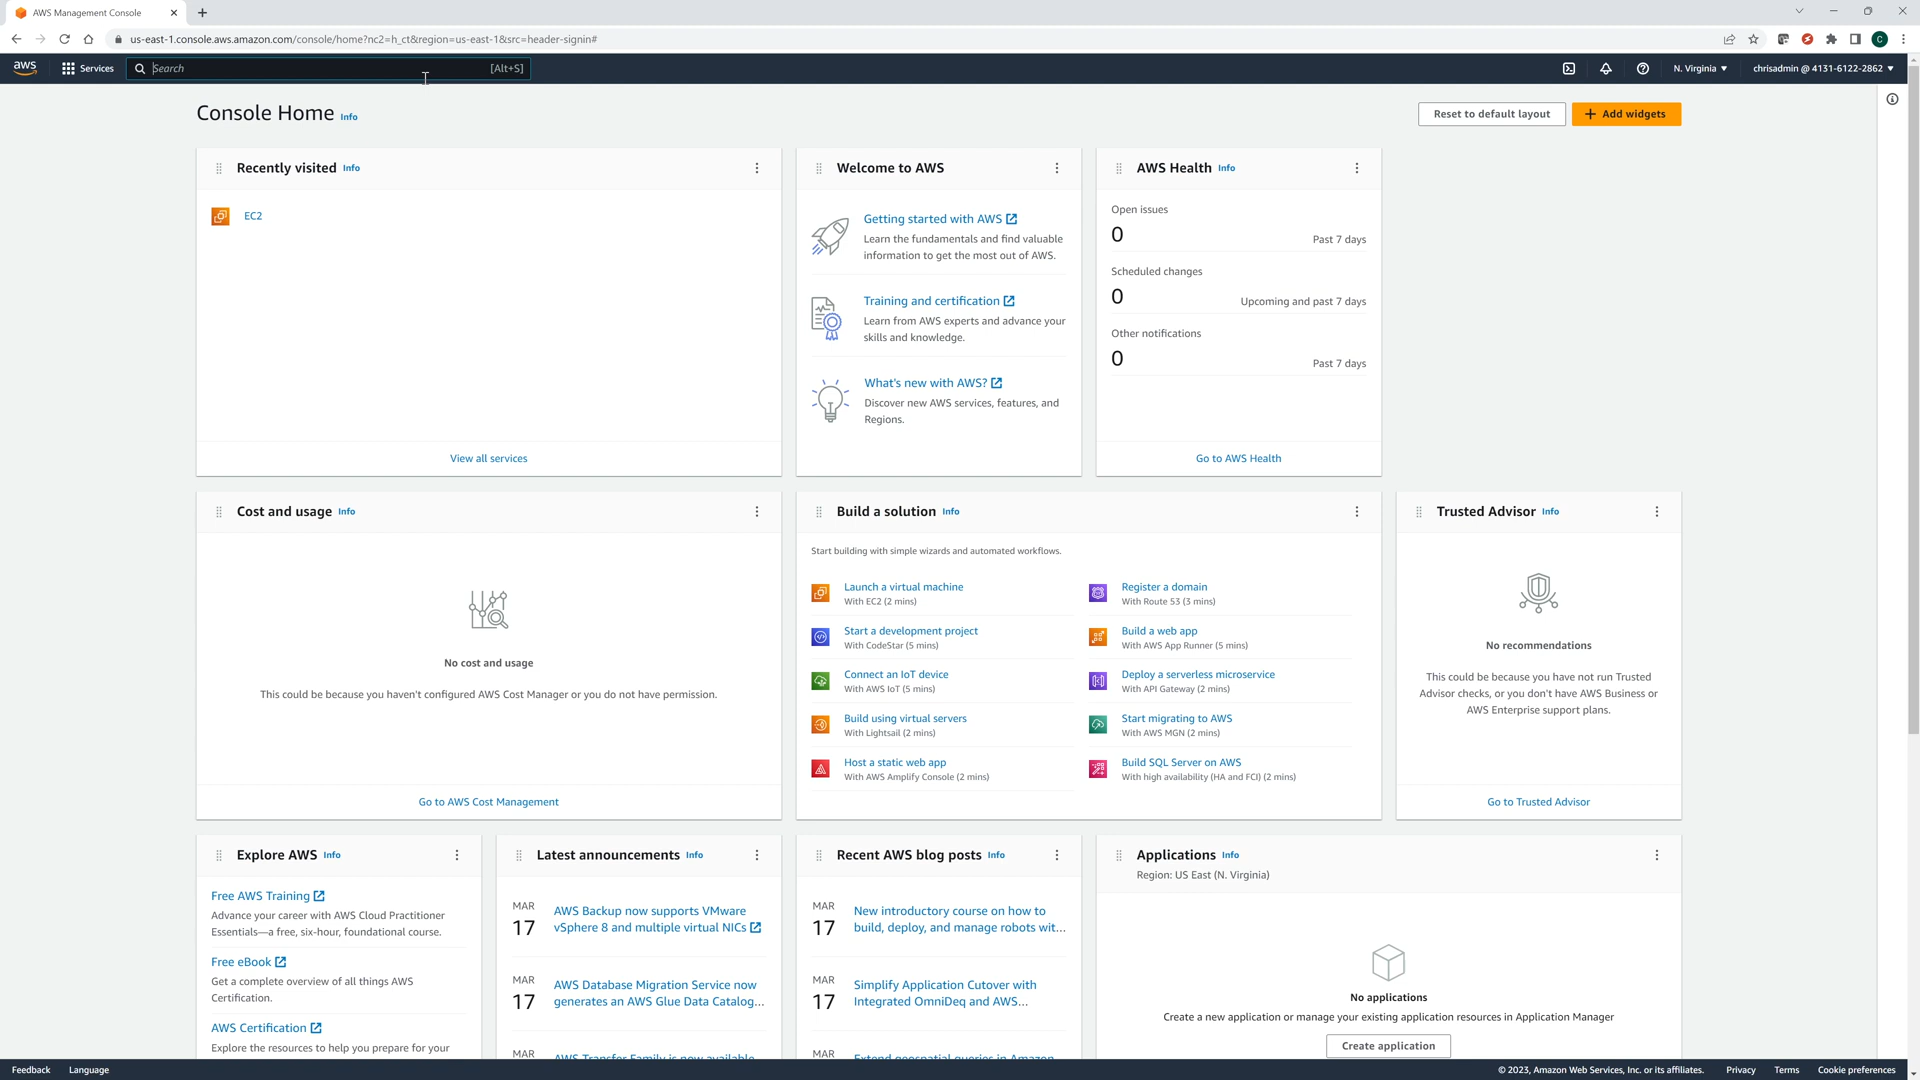 AWS Management Console
us-east-1.console.aws.amazon.com/console/home?nc2=h_ct&region=us-east-1&src=header-signin#
aws
Services
Search
[Alt+S]
N. Virginia
chrisadmin @ 4131-6122-2862
Console Home Info
Reset to default layout
Add widgets
Recently visited Info
EC2
View all services
Welcome to AWS
Getting started with AWS
Learn the fundamentals and find valuable
information to get the most out of AWS.
Training and certification
Learn from AWS experts and advance your
skills and knowledge.
What's new with AWS?
Discover new AWS services, features, and
Regions.
AWS Health Info
Open issues
0
Past 7 days
Scheduled changes
0
Upcoming and past 7 days
Other notifications
0
Past 7 days
Go to AWS Health
Cost and usage Info
No cost and usage
This could be because you haven't configured AWS Cost Manager or you do not have permission.
Go to AWS Cost Management
Build a solution Info
Start building with simple wizards and automated workflows.
Launch a virtual machine
With EC2 (2 mins)
Start a development project
With CodeStar (5 mins)
Connect an IoT device
With AWS IoT (5 mins)
Build using virtual servers
With Lightsail (2 mins)
Host a static web app
With AWS Amplify Console (2 mins)
Register a domain
With Route 53 (3 mins)
Build a web app
With AWS App Runner (5 mins)
Deploy a serverless microservice
With API Gateway (2 mins)
Start migrating to AWS
With AWS MGN (2 mins)
Build SQL Server on AWS
With high availability (HA and FCI) (2 mins)
Trusted Advisor Info
No recommendations
This could be because you have not run Trusted
Advisor checks, or you don't have AWS Business or
AWS Enterprise support plans.
Go to Trusted Advisor
Explore AWS Info
Free AWS Training
Advance your career with AWS Cloud Practitioner
Essentials—a free, six-hour, foundational course.
Free eBook
Get a complete overview of all things AWS
Certification.
AWS Certification
Explore the resources to help you prepare for your
Latest announcements Info
MAR
17
AWS Backup now supports VMware
vSphere 8 and multiple virtual NICs
MAR
17
AWS Database Migration Service now
generates an AWS Glue Data Catalog...
MAR
AWS Transfer Family is now available
Recent AWS blog posts Info
MAR
17
New introductory course on how to
build, deploy, and manage robots wit...
MAR
17
Simplify Application Cutover with
Integrated OmniDeq and AWS...
MAR
Extend geospatial queries in Amazon
Applications Info
Region: US East (N. Virginia)
No applications
Create a new application or manage your existing application resources in Application Manager
Create application
Feedback
Language
© 2023, Amazon Web Services, Inc. or its affiliates.
Privacy
Terms
Cookie preferences